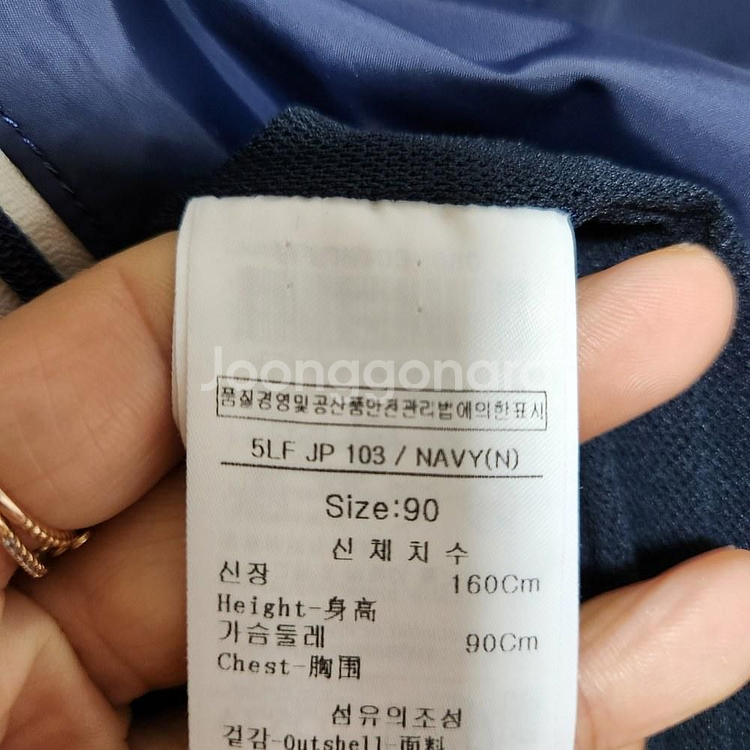 Joonggonara
품질경영및공산품안전관리법에의한표시
5LF JP 103 / NAVY(N)
Size:90
신체치수
신장 160Cm
Height-身高
가슴둘레 90Cm
Chest-胸围
섬유의조성
겉감-Outshell-面料